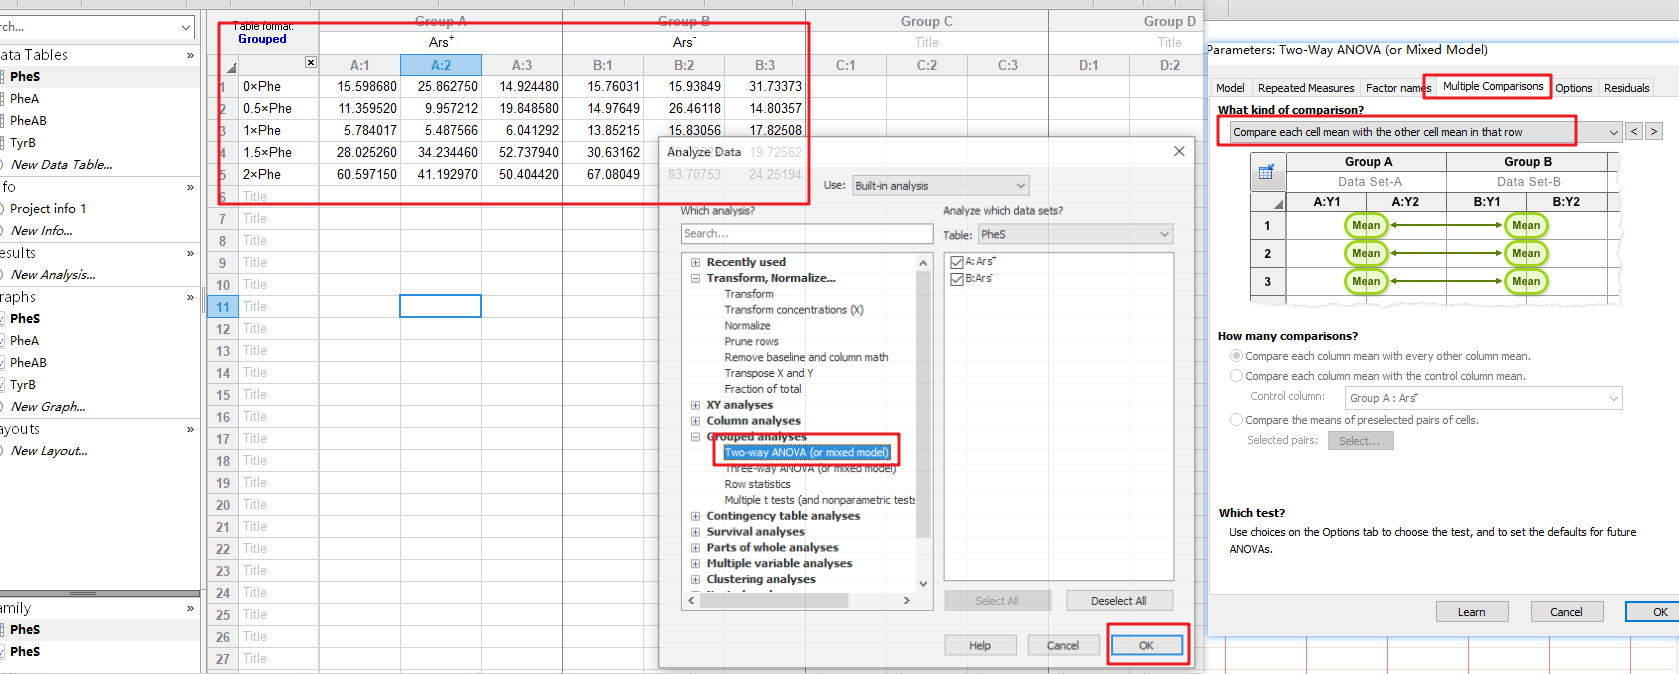 ch...
ata Tables »
PheS
PheA
PheAB
TyrB
New Data Table...
fo »
Project info 1
New Info...
esults »
New Analysis...
raphs »
PheS
PheA
PheAB
TyrB
New Graph...
ayouts »
New Layout...
amily »
PheS
PheS
Table format:
Grouped
Group A Group B Group C Group D
Ars+ Ars- Title Title
A:1 A:2 A:3 B:1 B:2 B:3 C:1 C:2 C:3 D:1 D:2
1 0×Phe 15.598680 25.862750 14.924480 15.76031 15.93849 31.73373
2 0.5×Phe 11.359520 9.957212 19.848580 14.97649 26.46118 14.80357
3 1×Phe 5.784017 5.487566 6.041292 13.85215 15.83056 17.82508
4 1.5×Phe 28.025260 34.234460 52.737940 30.63162 19.72562
5 2×Phe 60.597150 41.192970 50.404420 67.08049 83.70753 24.25194
6 Title
7 Title
8 Title
9 Title
10 Title
11 Title
12 Title
13 Title
14 Title
15 Title
16 Title
17 Title
18 Title
19 Title
20 Title
21 Title
22 Title
23 Title
24 Title
25 Title
26 Title
27 Title
Analyze Data
Use: Built-in analysis
Which analysis?
Search...
Recently used
Transform, Normalize...
Transform
Transform concentrations (X)
Normalize
Prune rows
Remove baseline and column math
Transpose X and Y
Fraction of total
XY analyses
Column analyses
Grouped analyses
Two-way ANOVA (or mixed model)
Three-way ANOVA (or mixed model)
Row statistics
Multiple t tests (and nonparametric tests
Contingency table analyses
Survival analyses
Parts of whole analyses
Multiple variable analyses
Clustering analyses
Analyze which data sets?
Table: PheS
A:Ars+
B:Ars-
Select All Deselect All
Help Cancel OK
Parameters: Two-Way ANOVA (or Mixed Model)
Model Repeated Measures Factor names Multiple Comparisons Options Residuals
What kind of comparison?
Compare each cell mean with the other cell mean in that row < >
Group A Group B
Data Set-A Data Set-B
A:Y1 A:Y2 B:Y1 B:Y2
1 Mean Mean
2 Mean Mean
3 Mean Mean
How many comparisons?
Compare each column mean with every other column mean.
Compare each column mean with the control column mean.
Control column: Group A : Ars+
Compare the means of preselected pairs of cells.
Selected pairs: Select...
Which test?
Use choices on the Options tab to choose the test, and to set the defaults for future
ANOVAs.
Learn Cancel OK